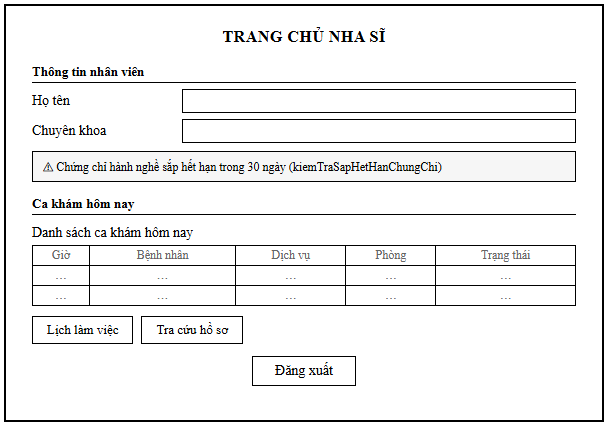 TRANG CHỦ NHA SĨ
Thông tin nhân viên
Họ tên
Chuyên khoa
⚠ Chứng chỉ hành nghề sắp hết hạn trong 30 ngày (kiemTraSapHetHanChungChi)
Ca khám hôm nay
Danh sách ca khám hôm nay
Giờ Bệnh nhân Dịch vụ Phòng Trạng thái
... ... ... ... ...
... ... ... ... ...
Lịch làm việc Tra cứu hồ sơ
Đăng xuất